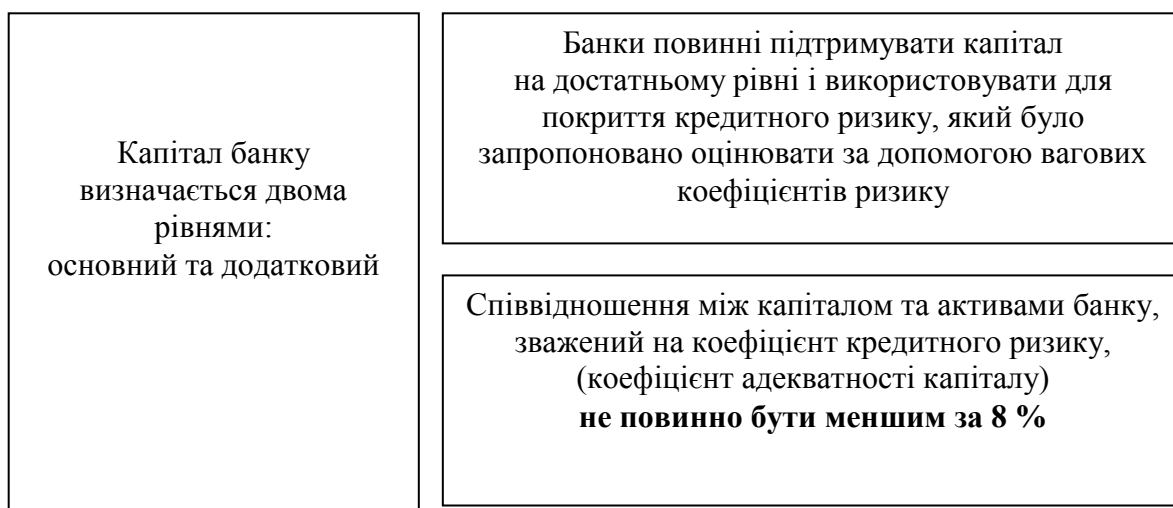 Капітал банку
визначається двома
рівнями:
основний та додатковий
Банки повинні підтримувати капітал
на достатньому рівні і використовувати для
покриття кредитного ризику, який було
запропоновано оцінювати за допомогою вагових
коефіцієнтів ризику
Співвідношення між капіталом та активами банку,
зважений на коефіцієнт кредитного ризику,
(коефіцієнт адекватності капіталу)
не повинно бути меншим за 8 %